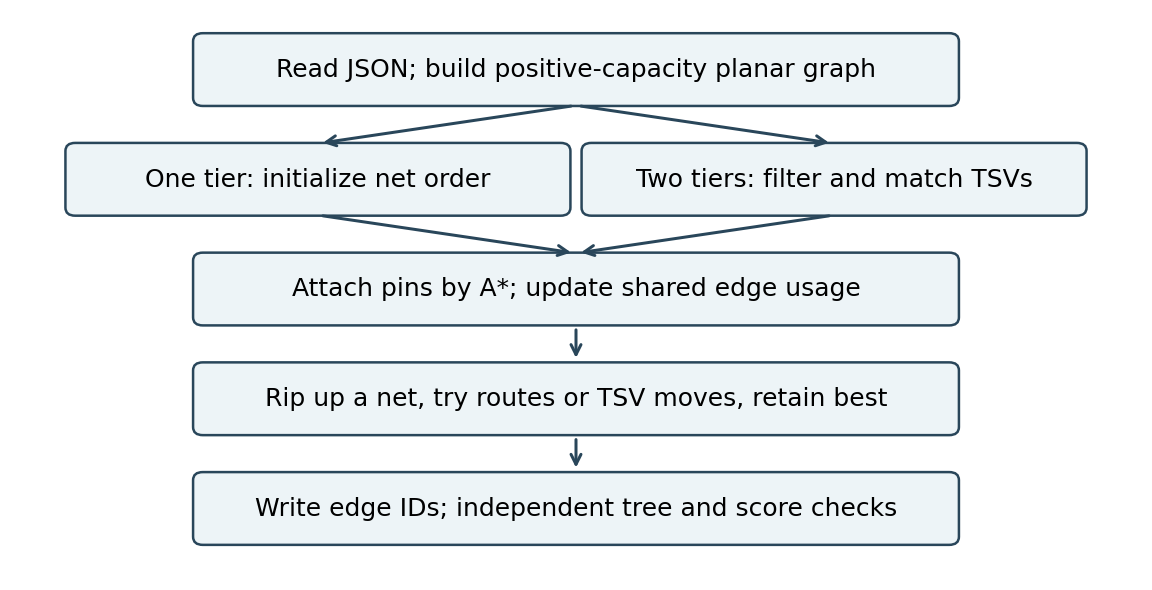 Read JSON; build positive-capacity planar graph
One tier: initialize net order
Two tiers: filter and match TSVs
Attach pins by A*; update shared edge usage
Rip up a net, try routes or TSV moves, retain best
Write edge IDs; independent tree and score checks